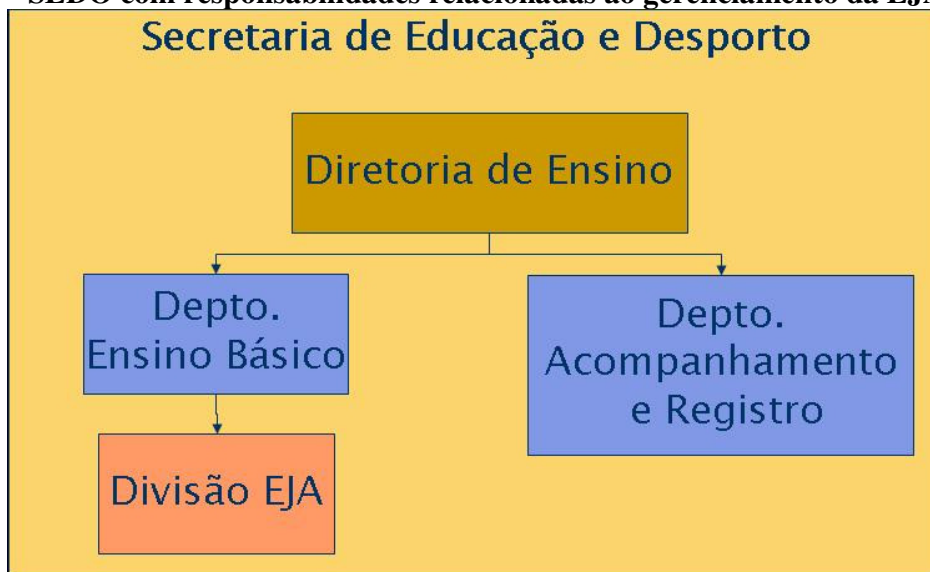 SEDO com responsabilidades relacionadas ao gerenciamento da EJA
Secretaria de Educação e Desporto
Diretoria de Ensino
Depto.
Ensino Básico
Depto.
Acompanhamento
e Registro
Divisão EJA